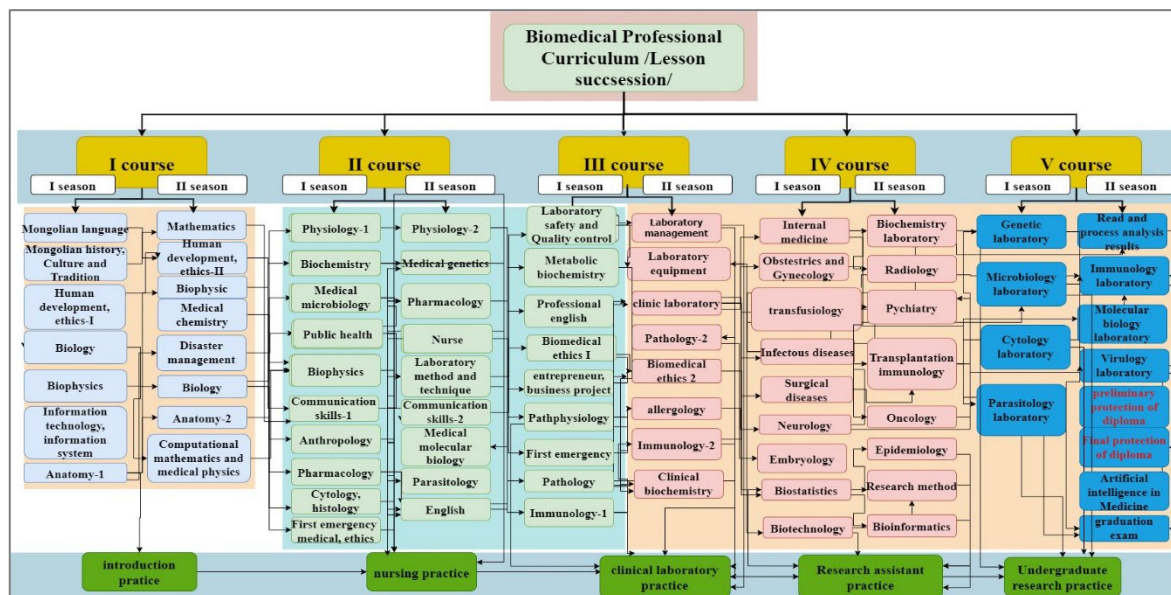 Biomedical Professional
Curriculum /Lesson
succsession/
I course
II course
III course
IV course
V course
I season
II season
I season
II season
I season
II season
I season
II season
I season
II season
Mongolian language
Mongolian history,
Culture and
Tradition
Human
development,
ethics-I
Biology
Biophysics
Information
technology,
information
system
Anatomy-1
Mathematics
Human
development,
ethics-II
Biophysic
Medical
chemistry
Disaster
management
Biology
Anatomy-2
Computational
mathematics and
medical physics
Physiology-1
Biochemistry
Medical
microbiology
Public health
Biophysics
Communication
skills-1
Anthropology
Pharmacology
Cytology,
histology
First emergency
medical, ethics
Physiology-2
Medical genetics
Pharmacology
Nurse
Laboratory
method and
technique
Communication
skills-2
Medical
molecular
biology
Parasitology
English
Laboratory
safety and
Quality control
Metabolic
biochemistry
Professional
english
Biomedical ethics I
entrepreneur,
business project
Pathphysiology
First emergency
Pathology
Immunology-1
Laboratory
management
Laboratory
equipment
clinic laboratory
Pathology-2
Biomedical
ethics 2
allergology
Immunology-2
Clinical
biochemistry
Internal
medicine
Obstestrics and
Gynecology
transfusiology
Infectous diseases
Surgical
diseases
Neurology
Embryology
Biostatistics
Biotechnology
Biochemistry
laboratory
Radiology
Pychiatry
Transplantation
immunology
Oncology
Epidemiology
Research method
Bioinformatics
Genetic
laboratory
Microbiology
laboratory
Cytology
laboratory
Parasitology
laboratory
Read and
process analysis
results
Immunology
laboratory
Molecular
biology
laboratory
Virology
laboratory
preliminary
protection of
diploma
Final protection
of diploma
Artificial
intelligence in
Medicine
graduation
exam
introduction
pratice
nursing practice
clinical laboratory
practice
Research assistant
practice
Undergraduate
research practice